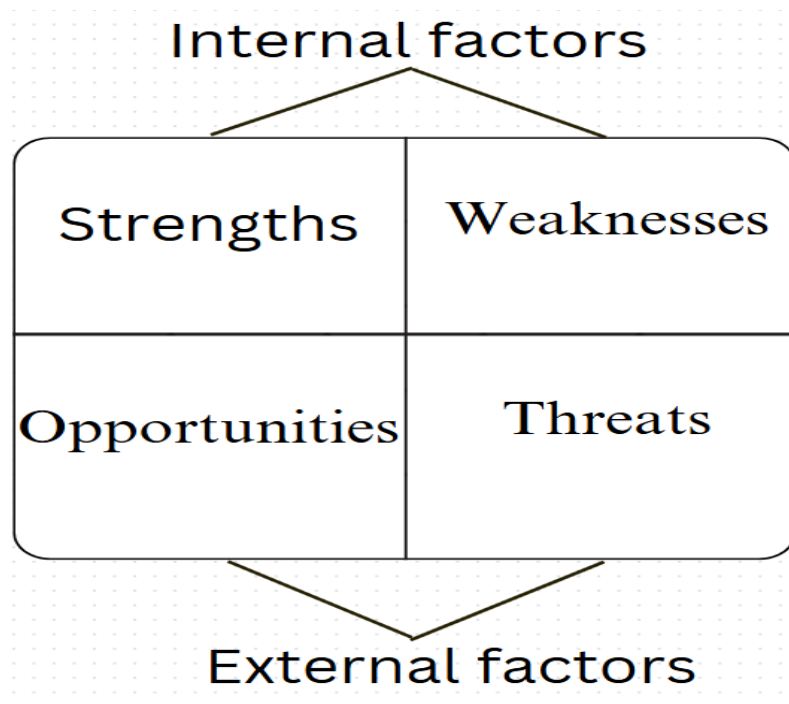 Internal factors
Strengths
Weaknesses
Opportunities
Threats
External factors